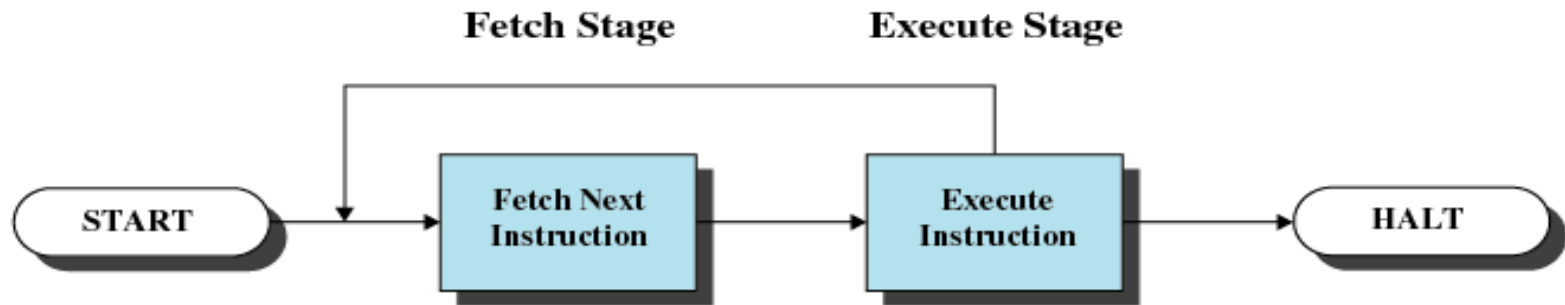 Fetch Stage
Execute Stage
START
Fetch Next
Instruction
Execute
Instruction
HALT